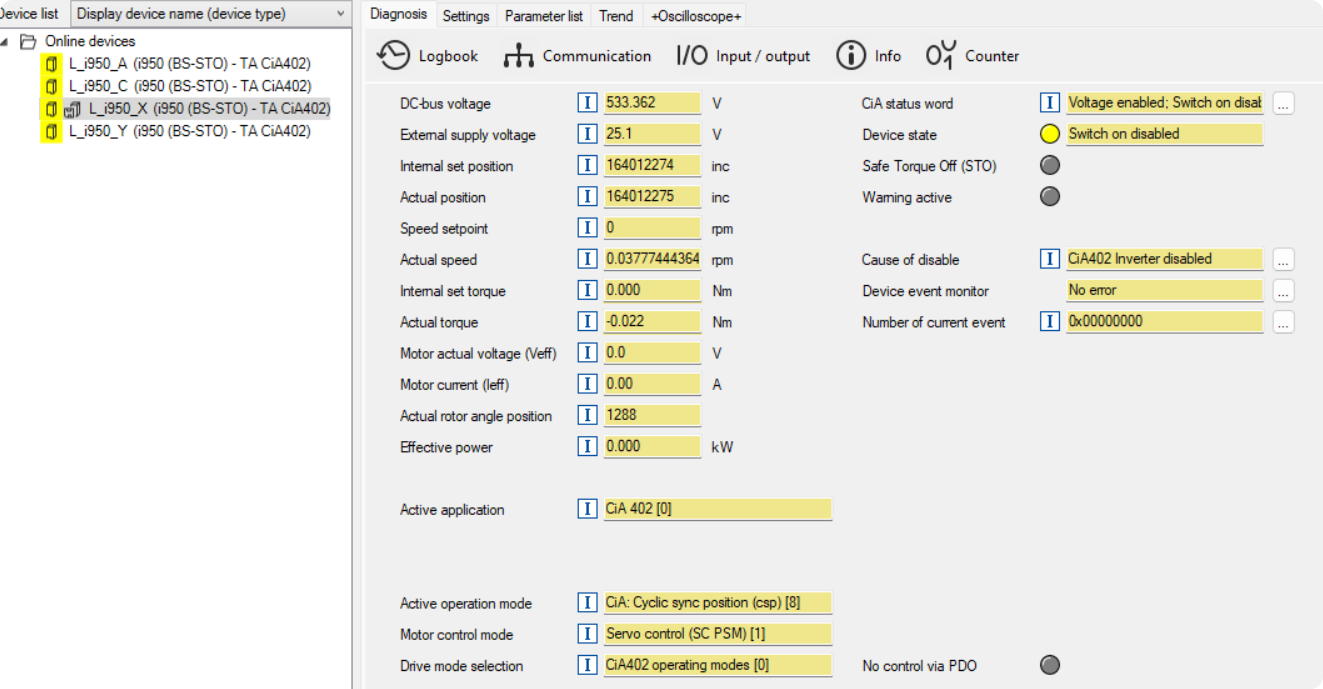 Device list Display device name (device type)
Online devices
L_i950_A (i950 (BS-STO) - TA CiA402)
L_i950_C (i950 (BS-STO) - TA CiA402)
L_i950_X (i950 (BS-STO) - TA CiA402)
L_i950_Y (i950 (BS-STO) - TA CiA402)
Diagnosis Settings Parameter list Trend +Oscilloscope+
Logbook Communication I/O Input / output Info Counter
DC-bus voltage I 533.362 V CiA status word I Voltage enabled; Switch on disat ...
External supply voltage I 25.1 V Device state Switch on disabled
Internal set position I 164012274 inc Safe Torque Off (STO)
Actual position I 164012275 inc Warning active
Speed setpoint I 0 rpm
Actual speed I 0.03777444364 rpm Cause of disable I CiA402 Inverter disabled ...
Internal set torque I 0.000 Nm Device event monitor No error ...
Actual torque I -0.022 Nm Number of current event I 0x00000000 ...
Motor actual voltage (Veff) I 0.0 V
Motor current (Ieff) I 0.00 A
Actual rotor angle position I 1288
Effective power I 0.000 kW
Active application I CiA 402 [0]
Active operation mode I CiA: Cyclic sync position (csp) [8]
Motor control mode I Servo control (SC PSM) [1]
Drive mode selection I CiA402 operating modes [0] No control via PDO